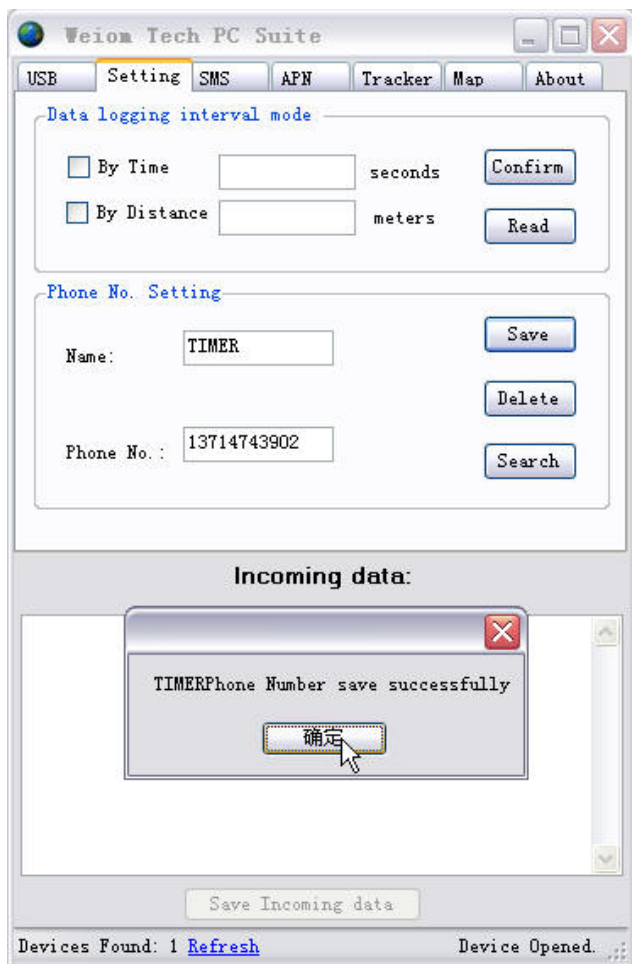 Weiom Tech PC Suite
USB Setting SMS APN Tracker Map About
Data logging interval mode
By Time seconds Confirm
By Distance meters Read
Phone No. Setting
Name: TIMER Save
Delete
Phone No.: 13714743902 Search
Incoming data:
TIMERPhone Number save successfully
确定
Save Incoming data
Devices Found: 1 Refresh Device Opened.